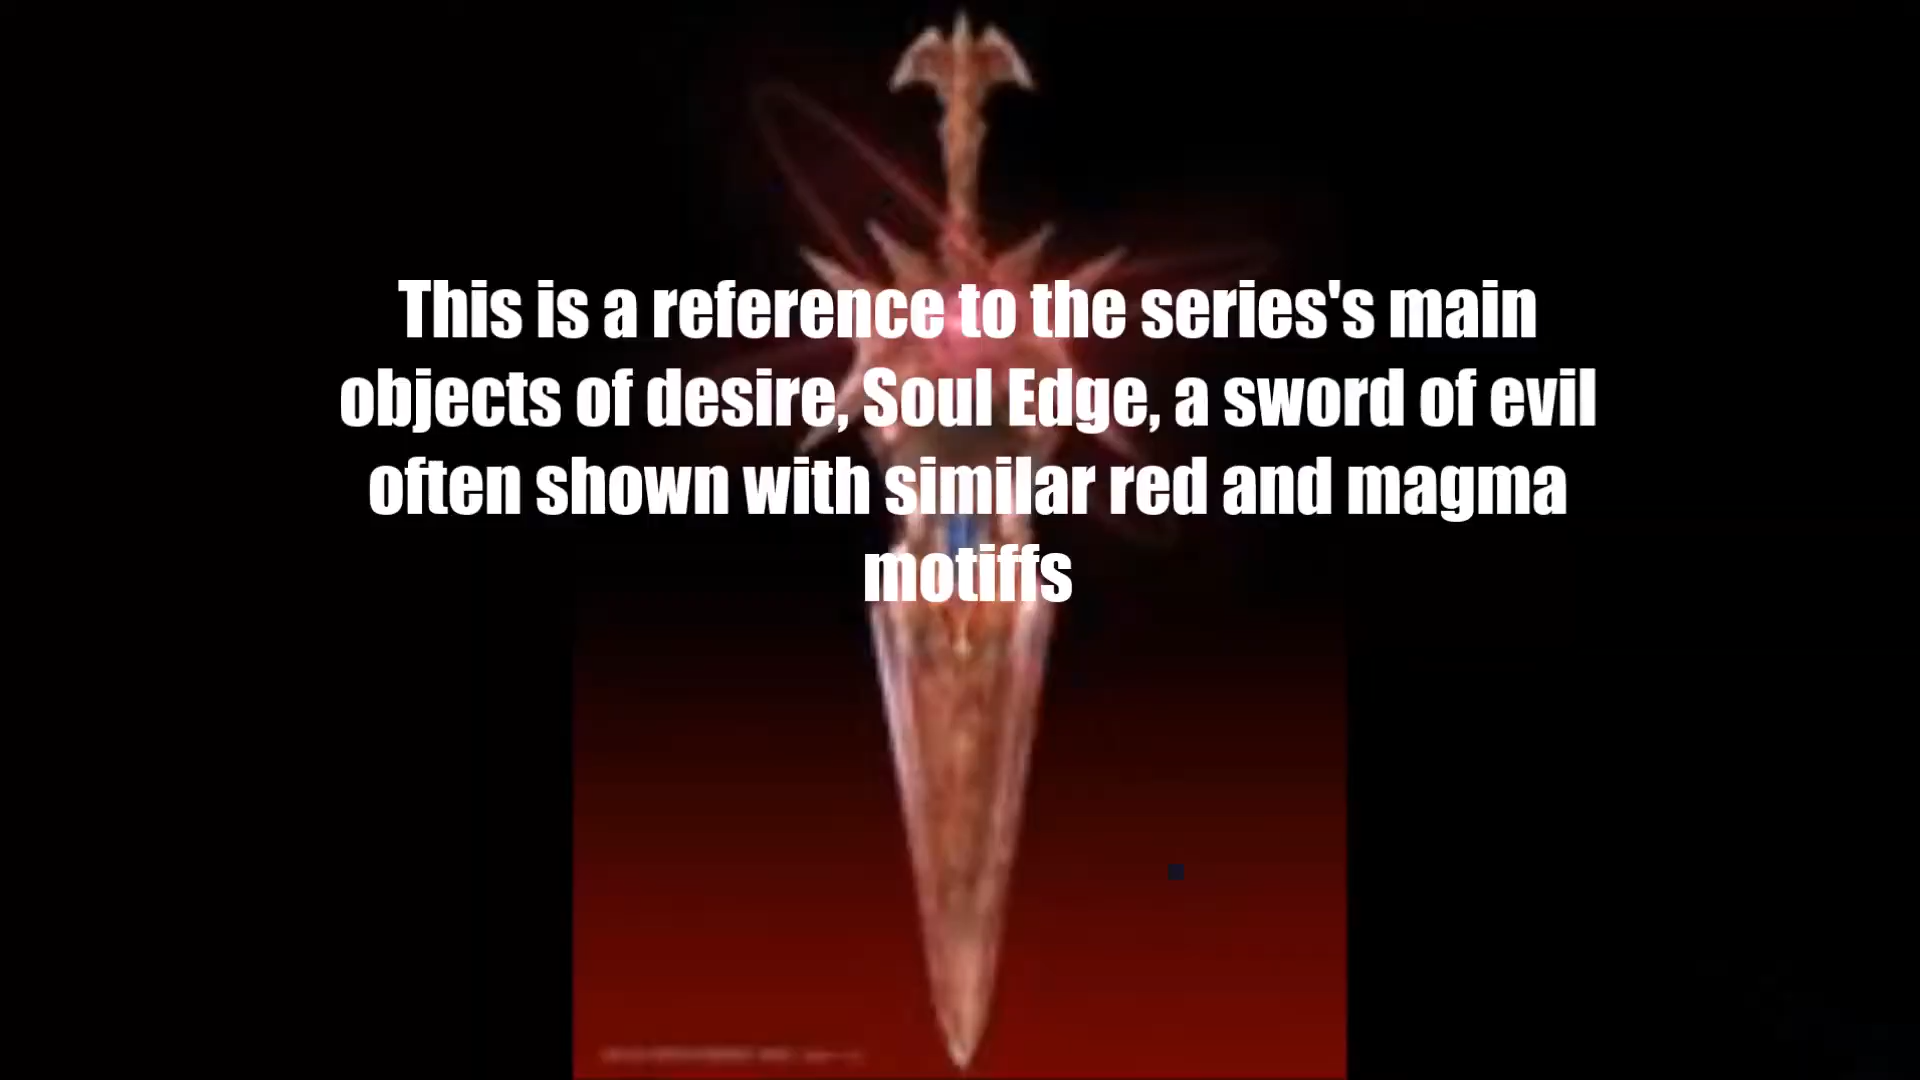 This is a reference to the series's main
objects of desire, Soul Edge, a sword of evil
often shown with similar red and magma
motiffs